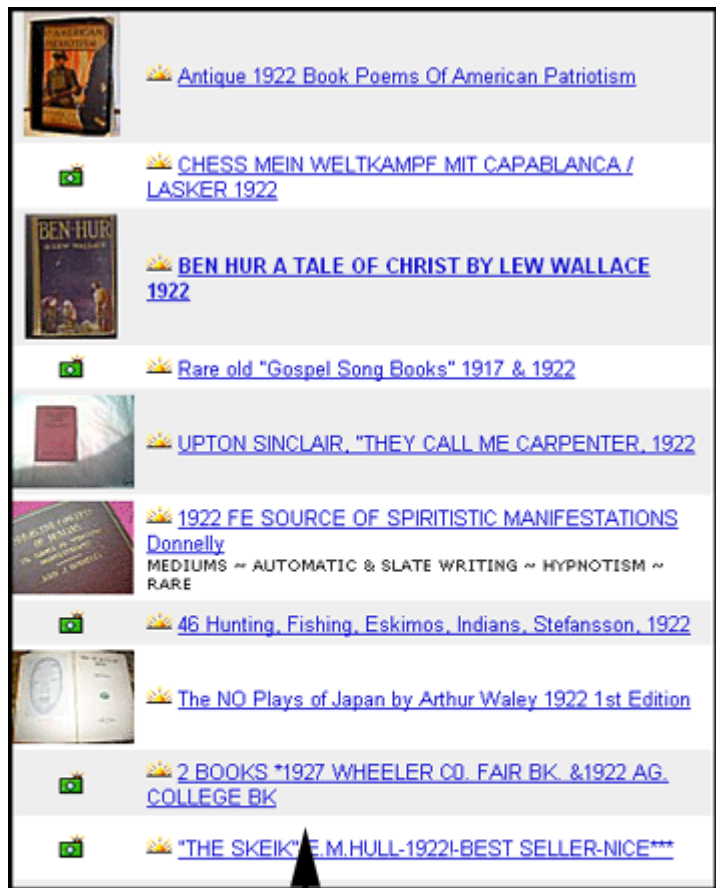 Antique 1922 Book Poems Of American Patriotism
CHESS MEIN WELTKAMPF MIT CAPABLANCA /
LASKER 1922
BEN-HUR
BEN HUR A TALE OF CHRIST BY LEW WALLACE
1922
Rare old "Gospel Song Books" 1917 & 1922
UPTON SINCLAIR, "THEY CALL ME CARPENTER, 1922
1922 FE SOURCE OF SPIRITISTIC MANIFESTATIONS
Donnelly
MEDIUMS ~ AUTOMATIC & SLATE WRITING ~ HYPNOTISM ~
RARE
46 Hunting, Fishing, Eskimos, Indians, Stefansson, 1922
The NO Plays of Japan by Arthur Waley 1922 1st Edition
2 BOOKS *1927 WHEELER CO. FAIR BK. &1922 AG.
COLLEGE BK
"THE SKEIK" E.M.HULL-1922!-BEST SELLER-NICE***